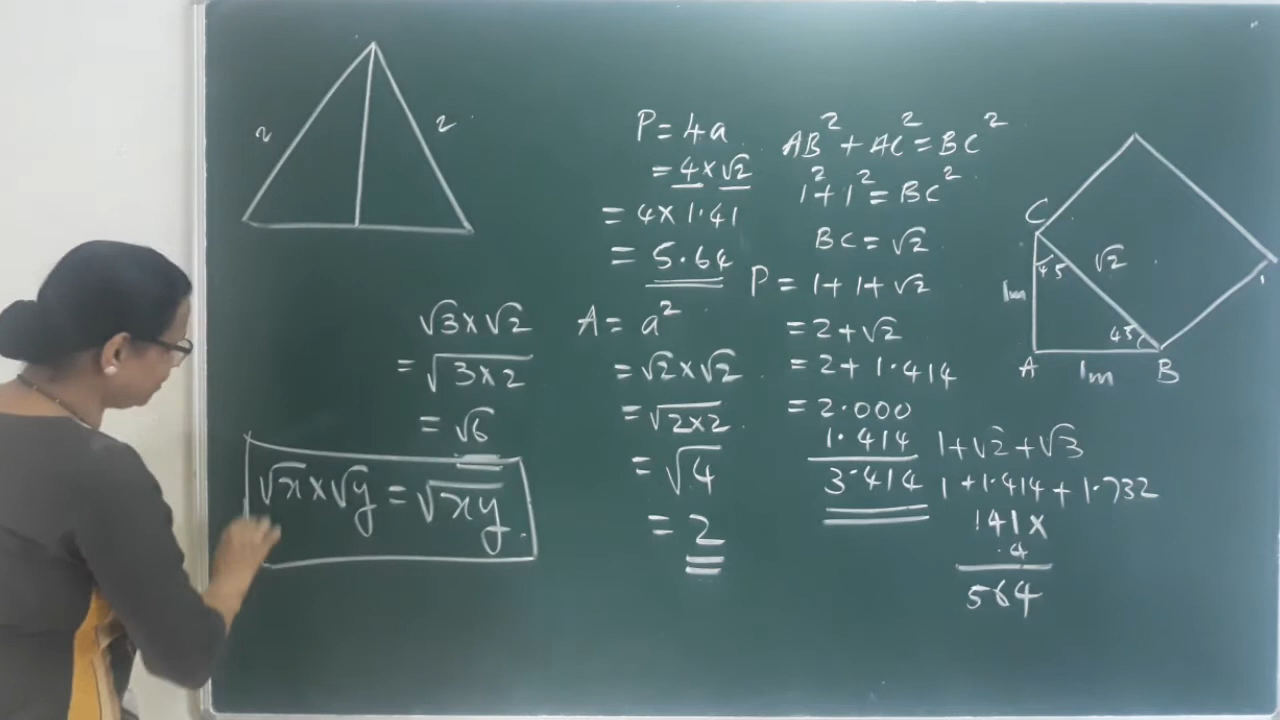 2
2
P = 4a
= 4 × √2
= 4 × 1.41
= 5.64
√3 × √2
= √3×2
= √6
√x × √y = √xy.
A = a²
= √2 × √2
= √2×2
= √4
= 2
AB² + AC² = BC²
1² + 1² = BC²
BC = √2
P = 1 + 1 + √2
= 2 + √2
= 2 + 1.414
= 2.000
1.414
3.414
1 + √2 + √3
1 + 1.414 + 1.732
141 ×
4
564
C
45
√2
1m
45
A
1m
B